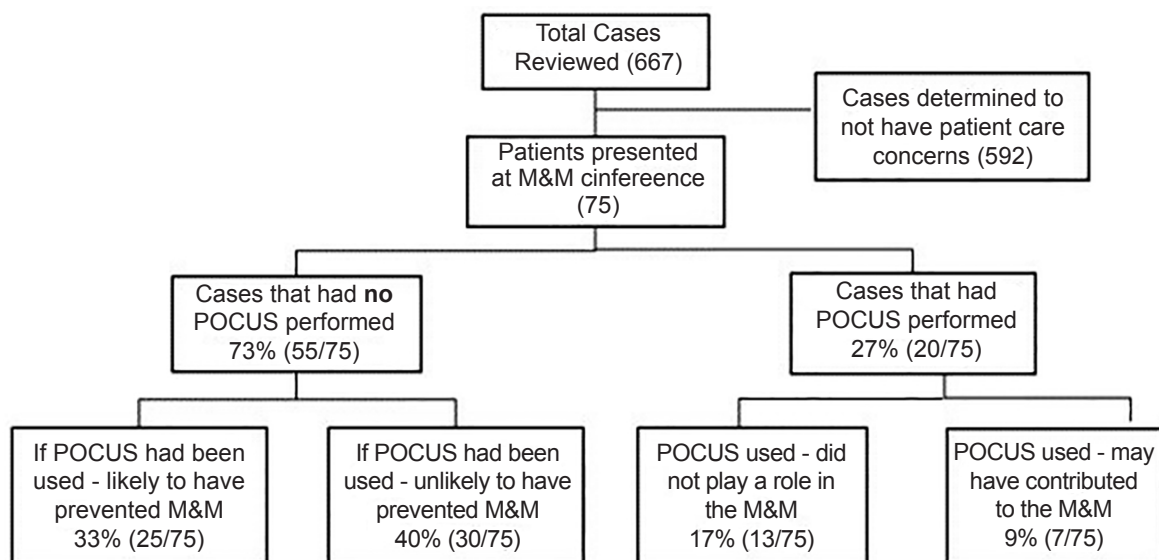 Total Cases
Reviewed (667)
Cases determined to
not have patient care
concerns (592)
Patients presented
at M&M cinfereence
(75)
Cases that had no
POCUS performed
73% (55/75)
Cases that had
POCUS performed
27% (20/75)
If POCUS had been
used - likely to have
prevented M&M
33% (25/75)
If POCUS had been
used - unlikely to have
prevented M&M
40% (30/75)
POCUS used - did
not play a role in
the M&M
17% (13/75)
POCUS used - may
have contributed
to the M&M
9% (7/75)